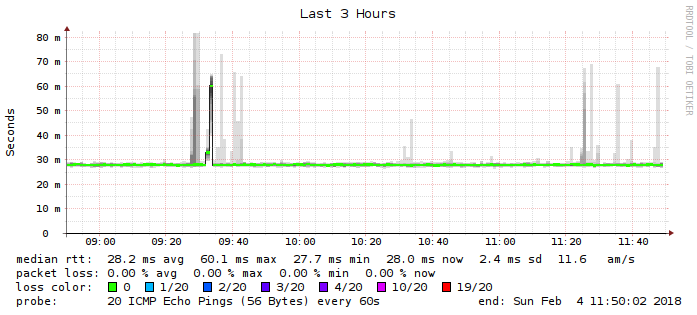 Last 3 Hours
RRDTOOL / TOBI OETIKER
Seconds
80 m
70 m
60 m
50 m
40 m
30 m
20 m
10 m
0
09:00 09:20 09:40 10:00 10:20 10:40 11:00 11:20 11:40
median rtt: 28.2 ms avg 60.1 ms max 27.7 ms min 28.0 ms now 2.4 ms sd 11.6 am/s
packet loss: 0.00 % avg 0.00 % max 0.00 % min 0.00 % now
loss color: 0 1/20 2/20 3/20 4/20 10/20 19/20
probe: 20 ICMP Echo Pings (56 Bytes) every 60s end: Sun Feb 4 11:50:02 2018